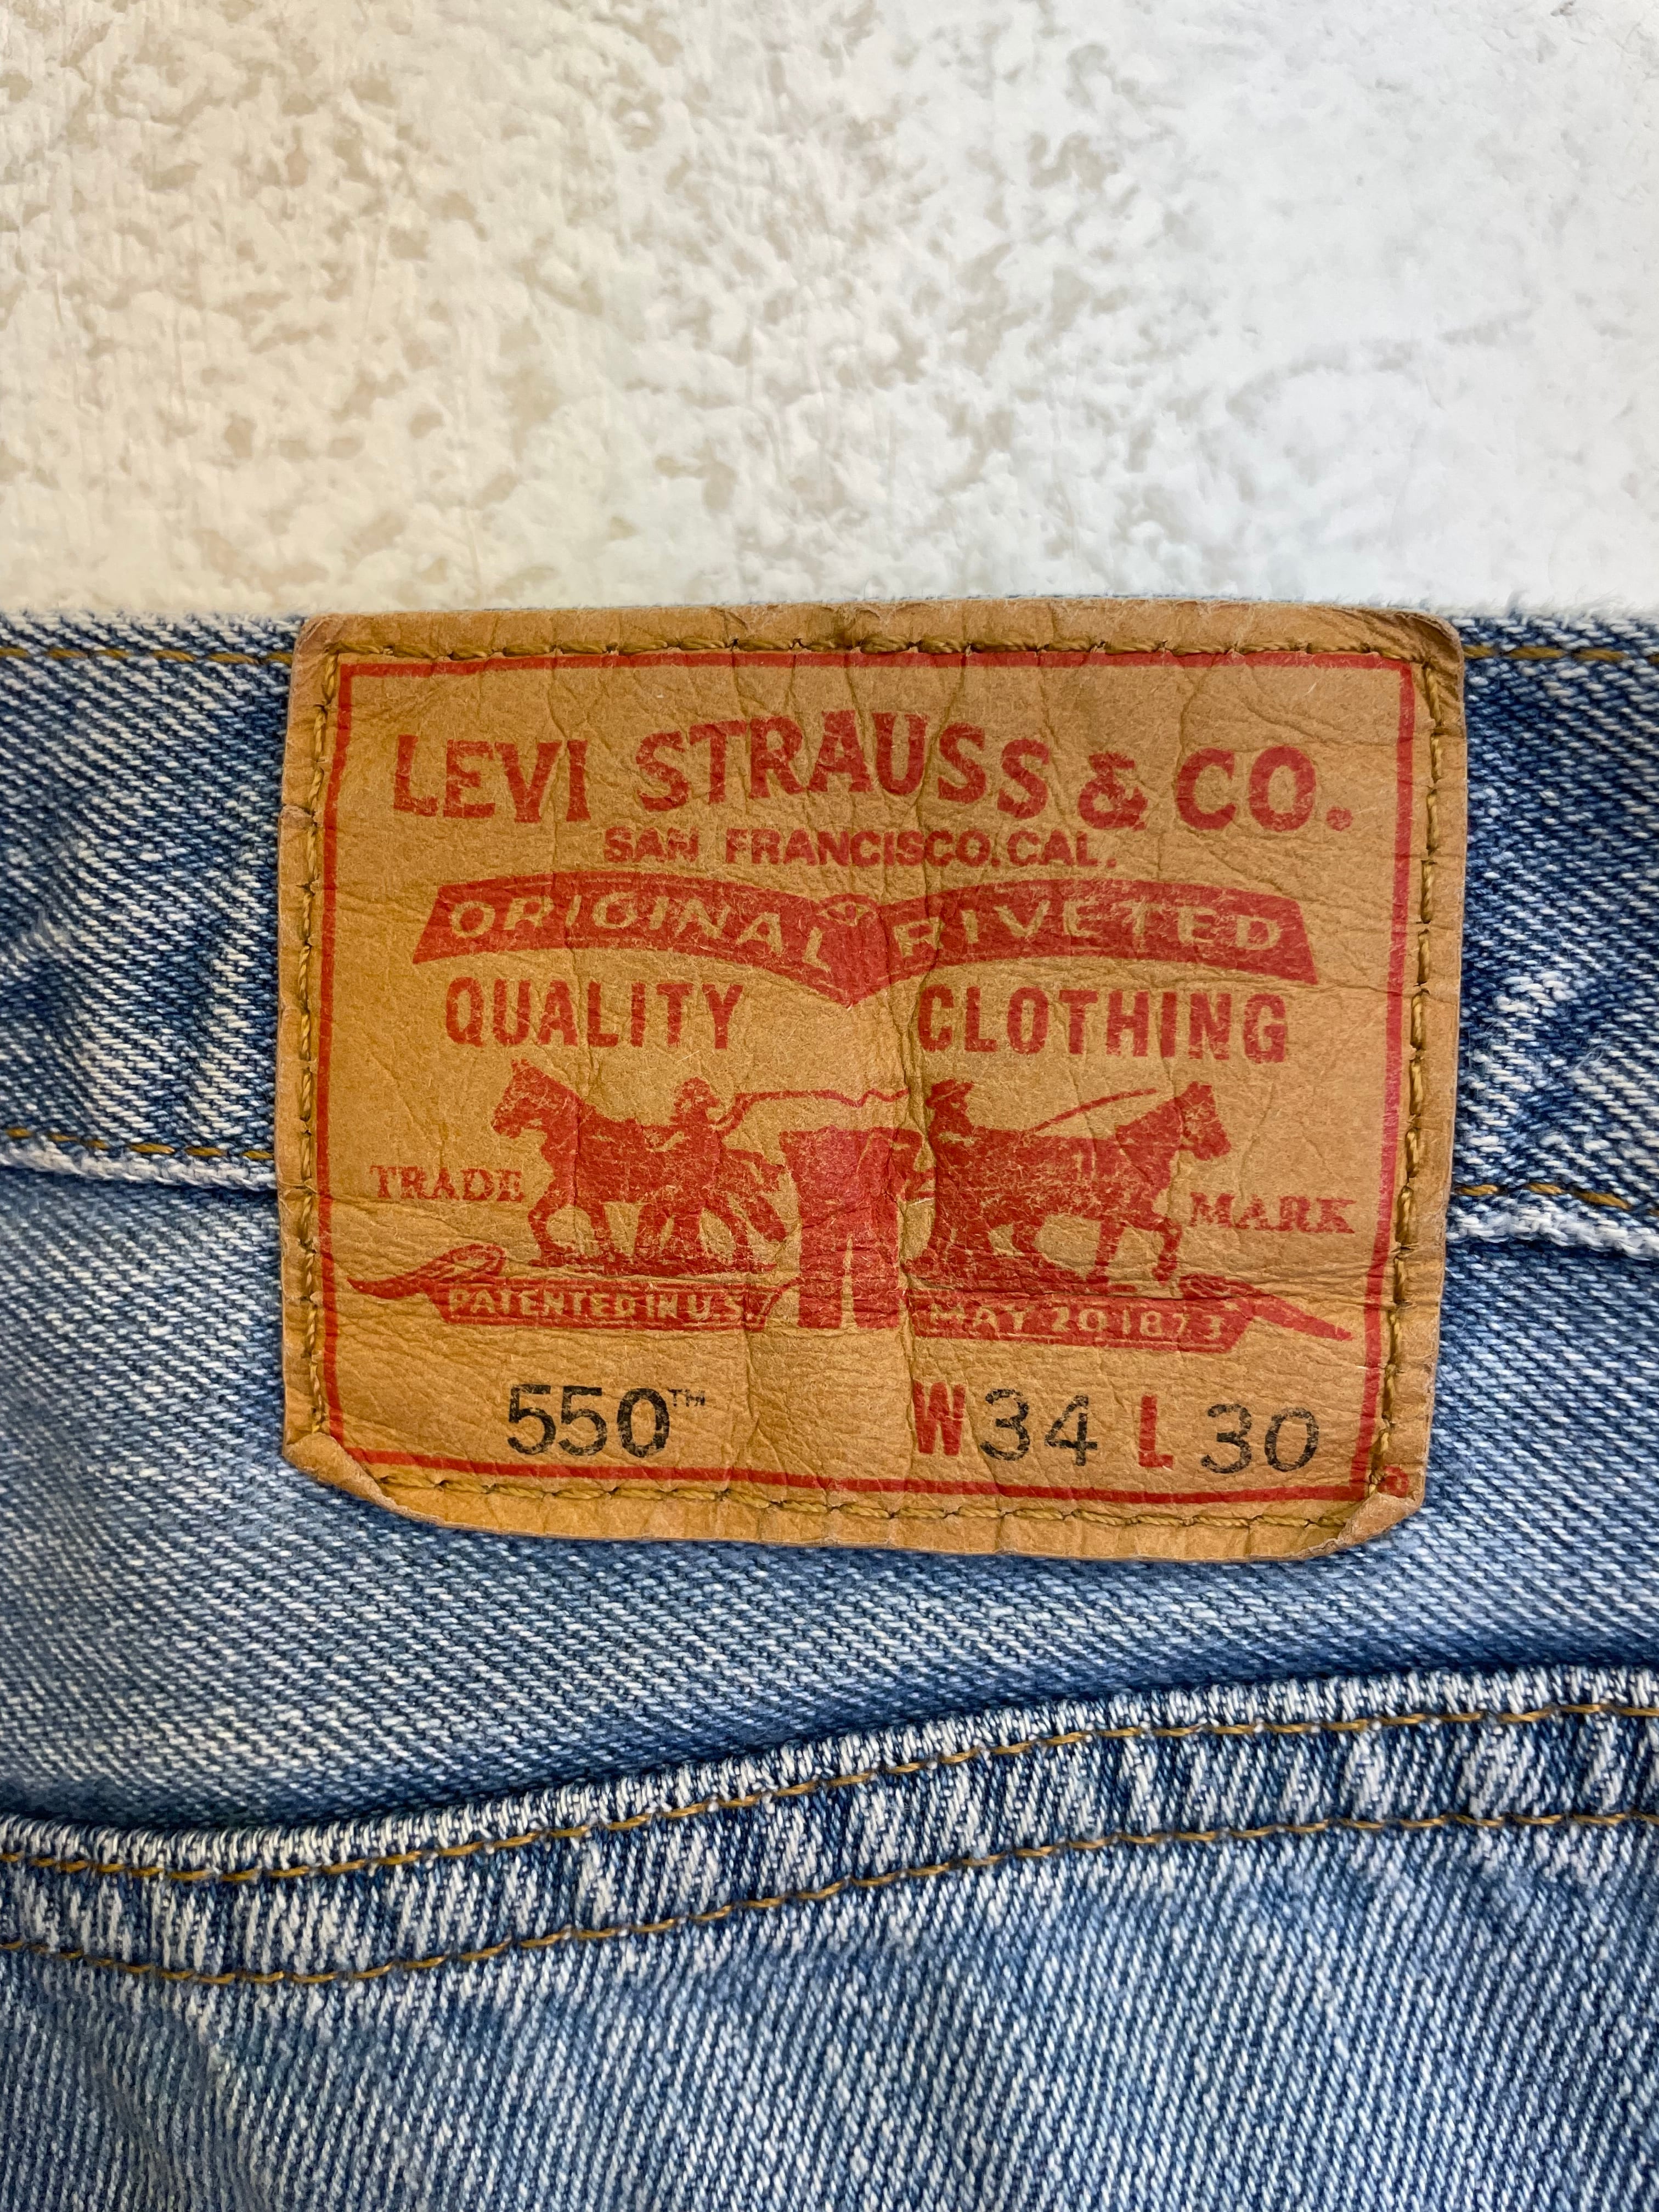 LEVI STRAUSS & CO.
SAN FRANCISCO, CAL.
ORIGINAL RIVETED
QUALITY CLOTHING
TRADE MARK
PATENTED IN U.S. MAY 20 1873
550™ W34 L30